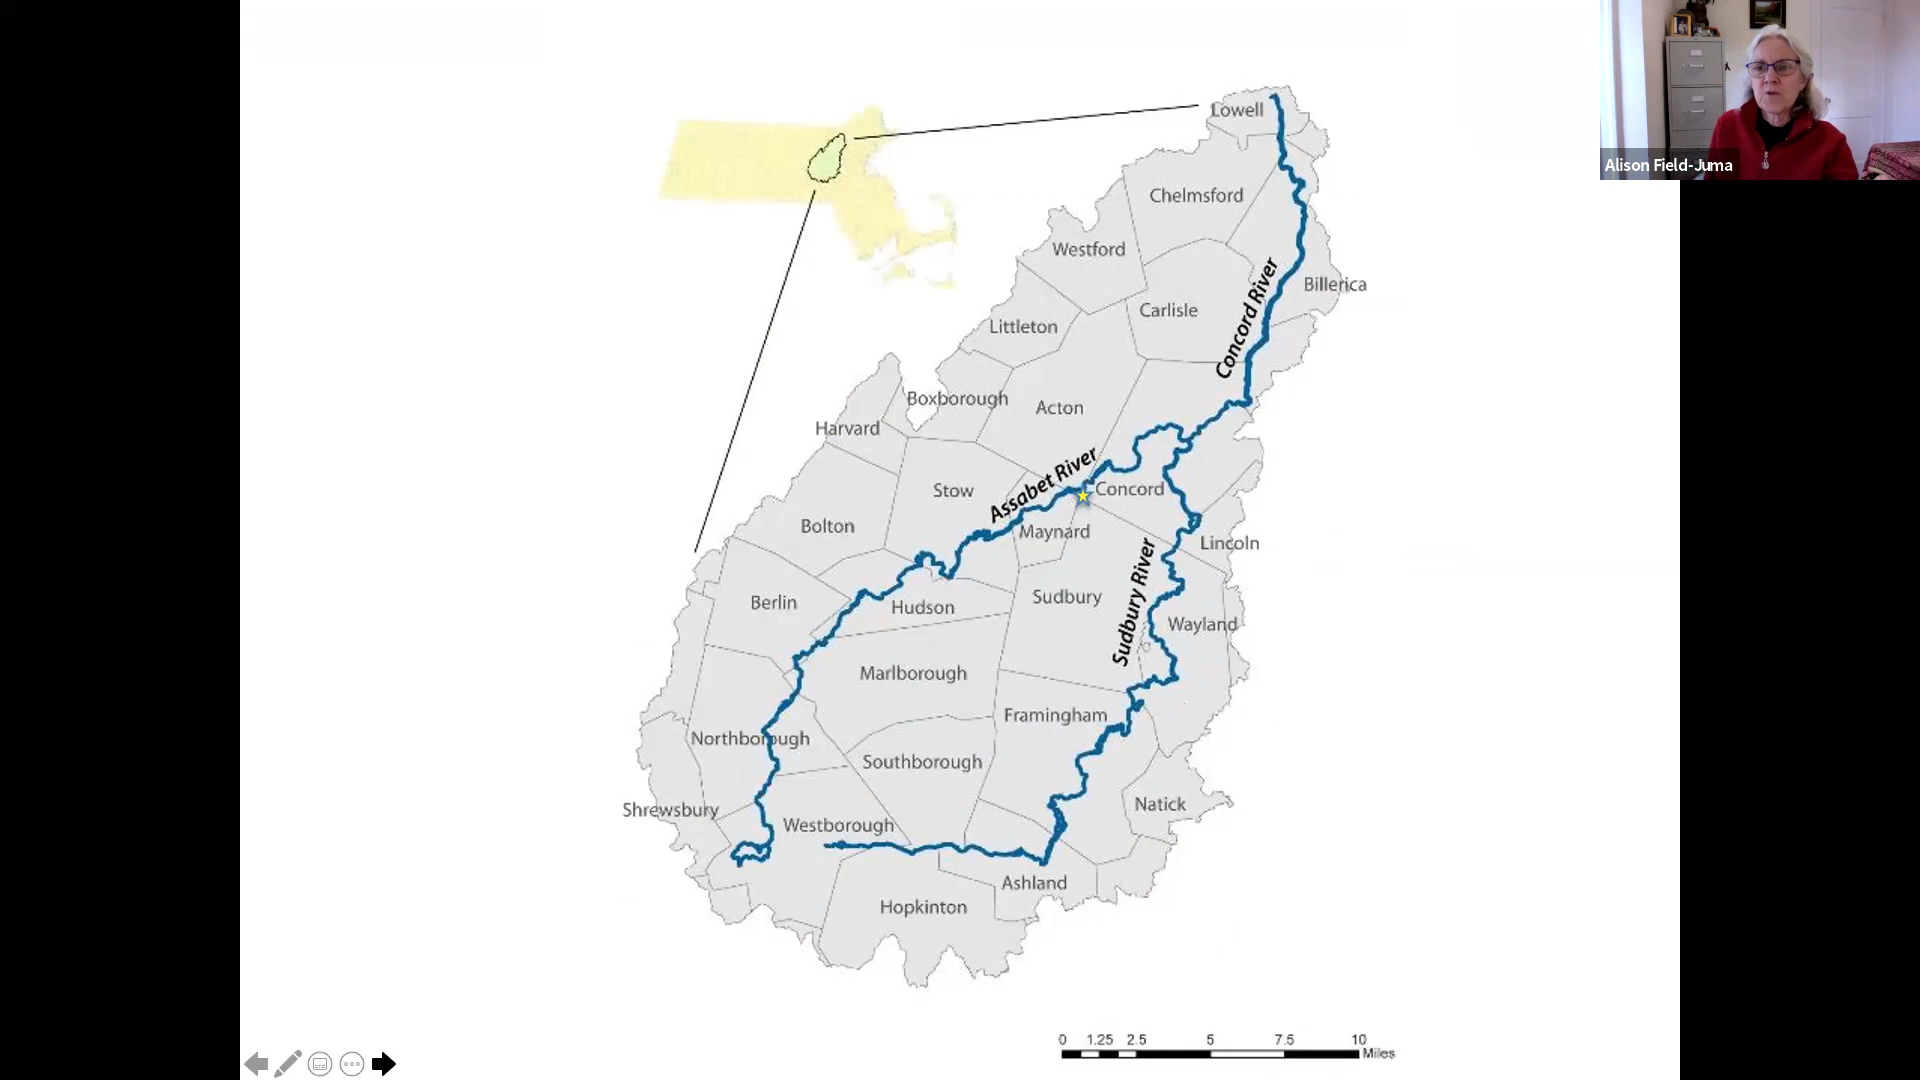 Alison Field-Juma
Lowell
Chelmsford
Westford
Concord River
Billerica
Carlisle
Littleton
Boxborough
Acton
Harvard
Assabet River
Stow
Concord
Bolton
Maynard
Lincoln
Sudbury River
Berlin
Hudson
Sudbury
Wayland
Marlborough
Framingham
Northborough
Southborough
Natick
Shrewsbury
Westborough
Ashland
Hopkinton
0 1.25 2.5 5 7.5 10
Miles